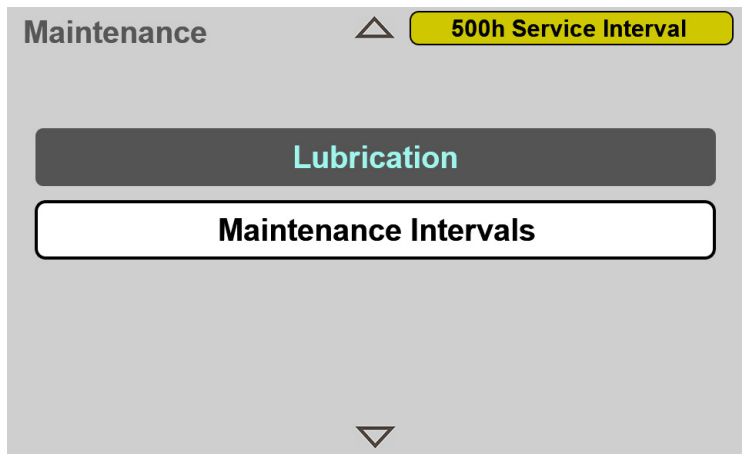 Maintenance
500h Service Interval
Lubrication
Maintenance Intervals